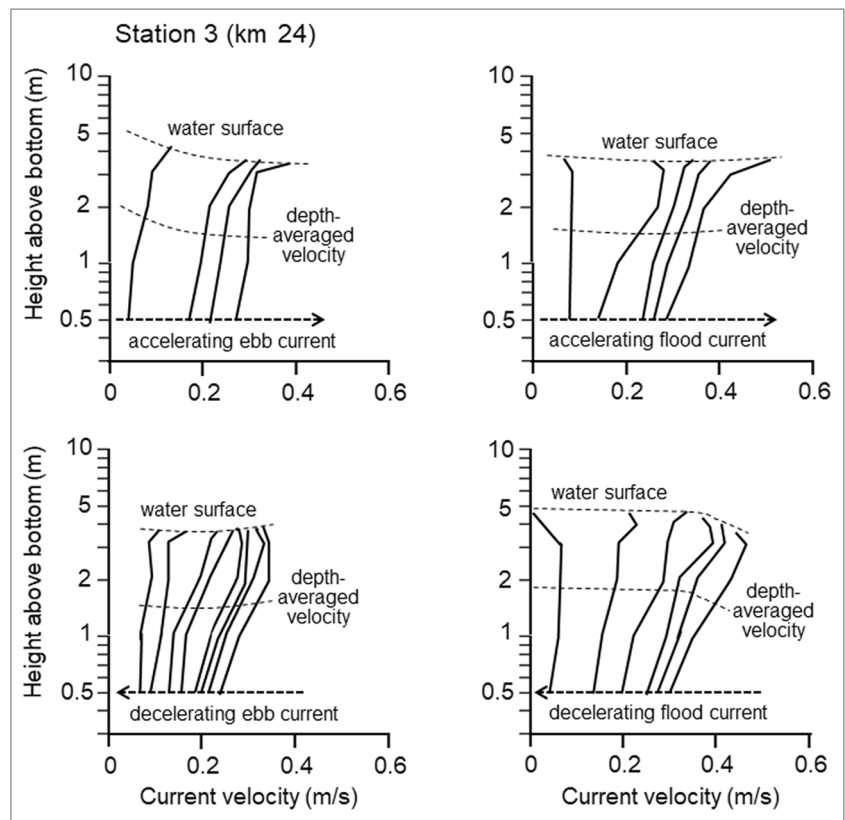 Station 3 (km 24)
10
5
2
1
0.5
Height above bottom (m)
water surface
depth-
averaged
velocity
accelerating ebb current
0
0.2
0.4
0.6
10
5
2
1
0.5
water surface
depth-
averaged
velocity
accelerating flood current
0
0.2
0.4
0.6
10
5
2
1
0.5
Height above bottom (m)
water surface
depth-
averaged
velocity
decelerating ebb current
0
0.2
0.4
0.6
Current velocity (m/s)
10
5
2
1
0.5
water surface
depth-
averaged
velocity
decelerating flood current
0
0.2
0.4
0.6
Current velocity (m/s)